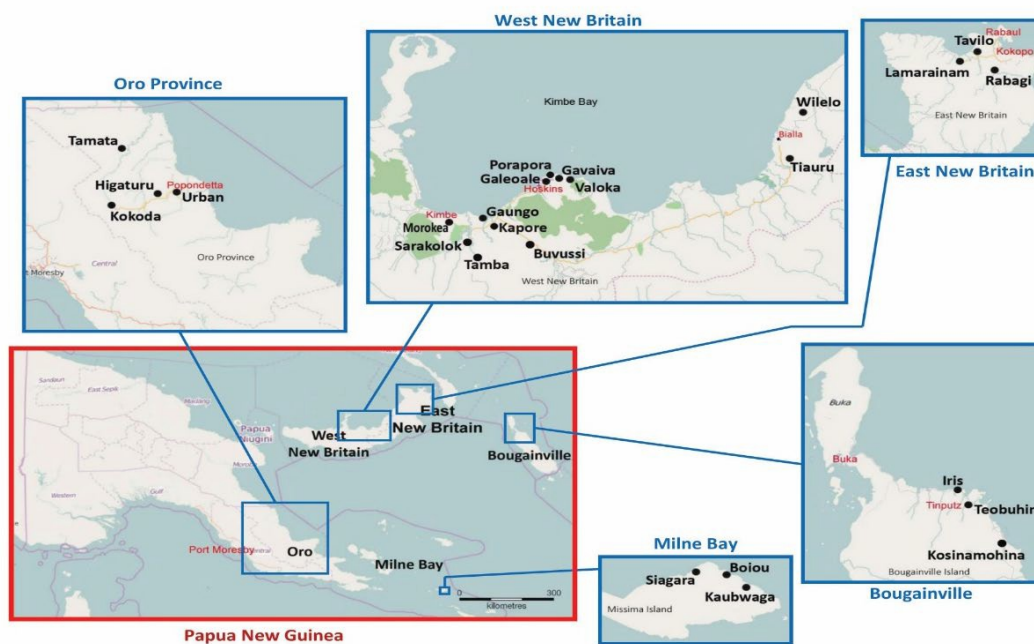 West New Britain
Oro Province
Rabaul
Tavilo
Kokopo
Lamarainam
Rabagi
East New Britain
East New Britain
Kimbe Bay
Wilelo
Bialla
Tiauru
Porapora
Gavaiva
Galeoale
Valoka
Hoskins
Gaungo
Kimbe
Morokea
Kapore
Sarakolok
Buvussi
Tamba
West New Britain
Tamata
Higaturu
Popondetta
Urban
Kokoda
Central
Oro Province
Moresby
Sandaun
East Sepik
Papua
Niugini
Western
Gulf
East
New Britain
West
New Britain
Bougainville
Port Moresby
Oro
Milne Bay
0
300
kilometres
Papua New Guinea
Buka
Buka
Iris
Tinputz
Teobuhin
Kosinamohina
Bougainville Island
Bougainville
Milne Bay
Boiou
Siagara
Kaubwaga
Missima Island